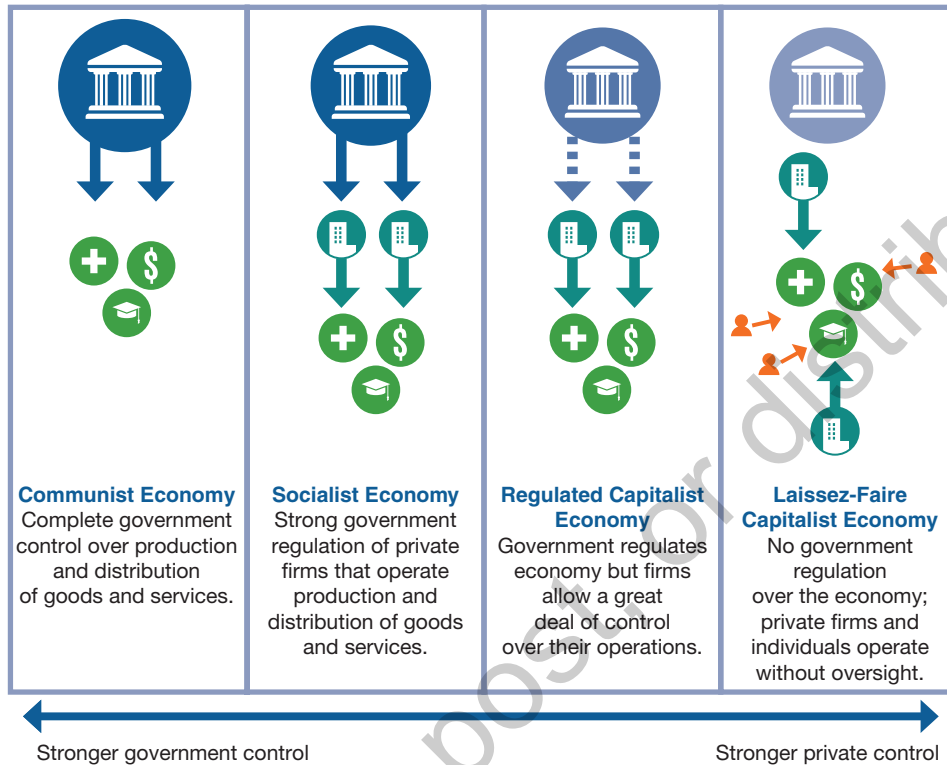 Communist Economy
Complete government
control over production
and distribution
of goods and services.
Socialist Economy
Strong government
regulation of private
firms that operate
production and
distribution of goods
and services.
Regulated Capitalist
Economy
Government regulates
economy but firms
allow a great
deal of control
over their operations.
Laissez-Faire
Capitalist Economy
No government
regulation
over the economy;
private firms and
individuals operate
without oversight.
Stronger government control
Stronger private control
$
$
$
$
post, or distrib